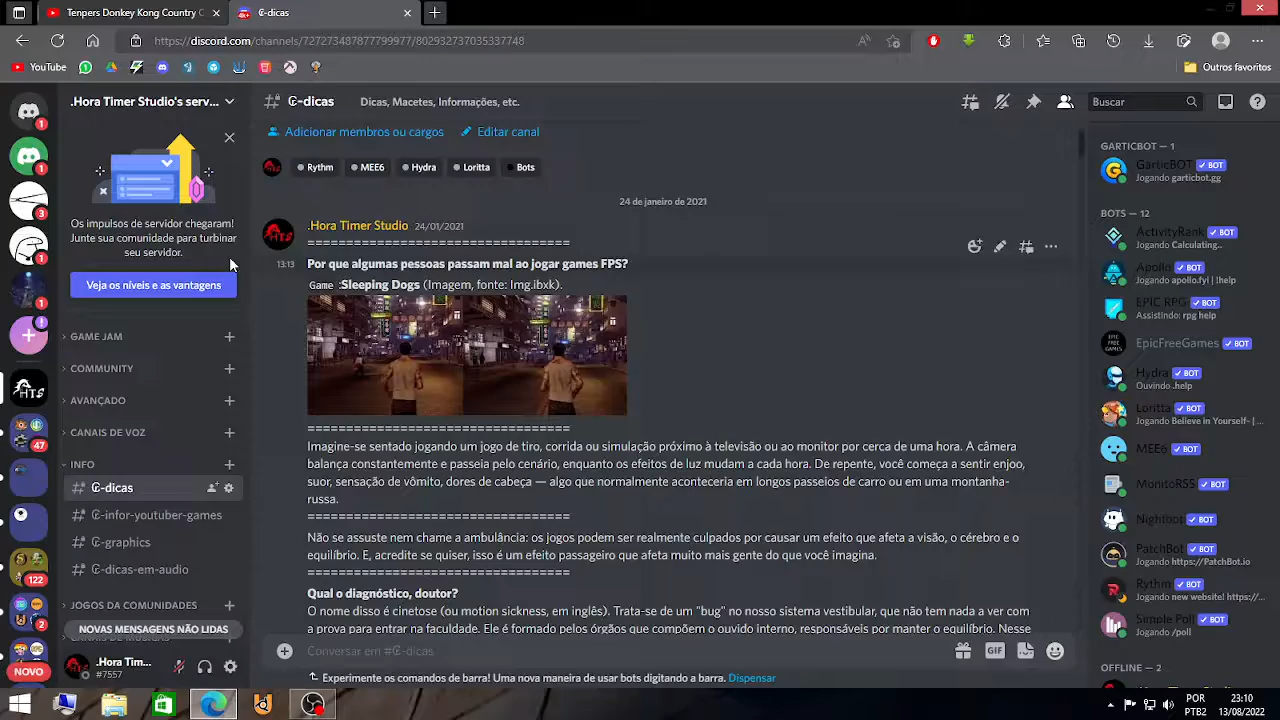 Tenpers Donkey Kong Country C
₢-dicas
https://discord.com/channels/727273487877799977/802932737035337748
YouTube
Outros favoritos
.Hora Timer Studio's serv...
₢-dicas
Dicas, Macetes, Informações, etc.
Buscar
Adicionar membros ou cargos
Editar canal
Rythm
MEE6
Hydra
Loritta
Bots
Os impulsos de servidor chegaram!
Junte sua comunidade para turbinar
seu servidor.
Veja os níveis e as vantagens
GAME JAM
COMMUNITY
AVANÇADO
CANAIS DE VOZ
INFO
₢-dicas
₢-infor-youtuber-games
₢-graphics
₢-dicas-em-audio
JOGOS DA COMUNIDADES
NOVAS MENSAGENS NÃO LIDAS
.Hora Tim...
#7557
1
1
3
1
1
47
122
2
NOVO
24 de janeiro de 2021
.Hora Timer Studio 24/01/2021
==============================
13:13
Por que algumas pessoas passam mal ao jogar games FPS?
Game :Sleeping Dogs (Imagem, fonte: Img.ibxk).
==============================
Imagine-se sentado jogando um jogo de tiro, corrida ou simulação próximo à televisão ou ao monitor por cerca de uma hora. A câmera
balança constantemente e passeia pelo cenário, enquanto os efeitos de luz mudam a cada hora. De repente, você começa a sentir enjoo,
suor, sensação de vômito, dores de cabeça — algo que normalmente aconteceria em longos passeios de carro ou em uma montanha-
russa.
==============================
Não se assuste nem chame a ambulância: os jogos podem ser realmente culpados por causar um efeito que afeta a visão, o cérebro e o
equilíbrio. E, acredite se quiser, isso é um efeito passageiro que afeta muito mais gente do que você imagina.
==============================
Qual o diagnóstico, doutor?
O nome disso é cinetose (ou motion sickness, em inglês). Trata-se de um "bug" no nosso sistema vestibular, que não tem nada a ver com
a prova para entrar na faculdade. Ele é formado pelos órgãos que compõem o ouvido interno, responsáveis por manter o equilíbrio. Nesse
Conversar em #₢-dicas
GIF
Experimente os comandos de barra! Uma nova maneira de usar bots digitando a barra. Dispensar
GARTICBOT — 1
GarticBOT BOT
Jogando garticbot.gg
BOTS — 12
ActivityRank BOT
Jogando Calculating..
Apollo BOT
Jogando apollo.fyi | !help
EPIC RPG BOT
Assistindo: rpg help
EpicFreeGames BOT
Hydra BOT
Ouvindo .help
Loritta BOT
Jogando Believe in Yourself~ |...
MEE6 BOT
MonitoRSS BOT
Nightbot BOT
PatchBot BOT
Jogando https://PatchBot.io
Rythm BOT
Jogando new website! https://...
Simple Poll BOT
Jogando /poll
OFFLINE — 2
POR
PTB2
23:10
13/08/2022